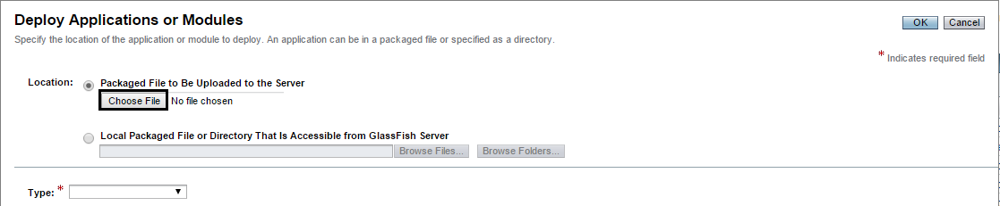 Deploy Applications or Modules
OK Cancel
Specify the location of the application or module to deploy. An application can be in a packaged file or specified as a directory.
* Indicates required field
Location: Packaged File to Be Uploaded to the Server
Choose File No file chosen
Local Packaged File or Directory That Is Accessible from GlassFish Server
Browse Files... Browse Folders...
Type: *